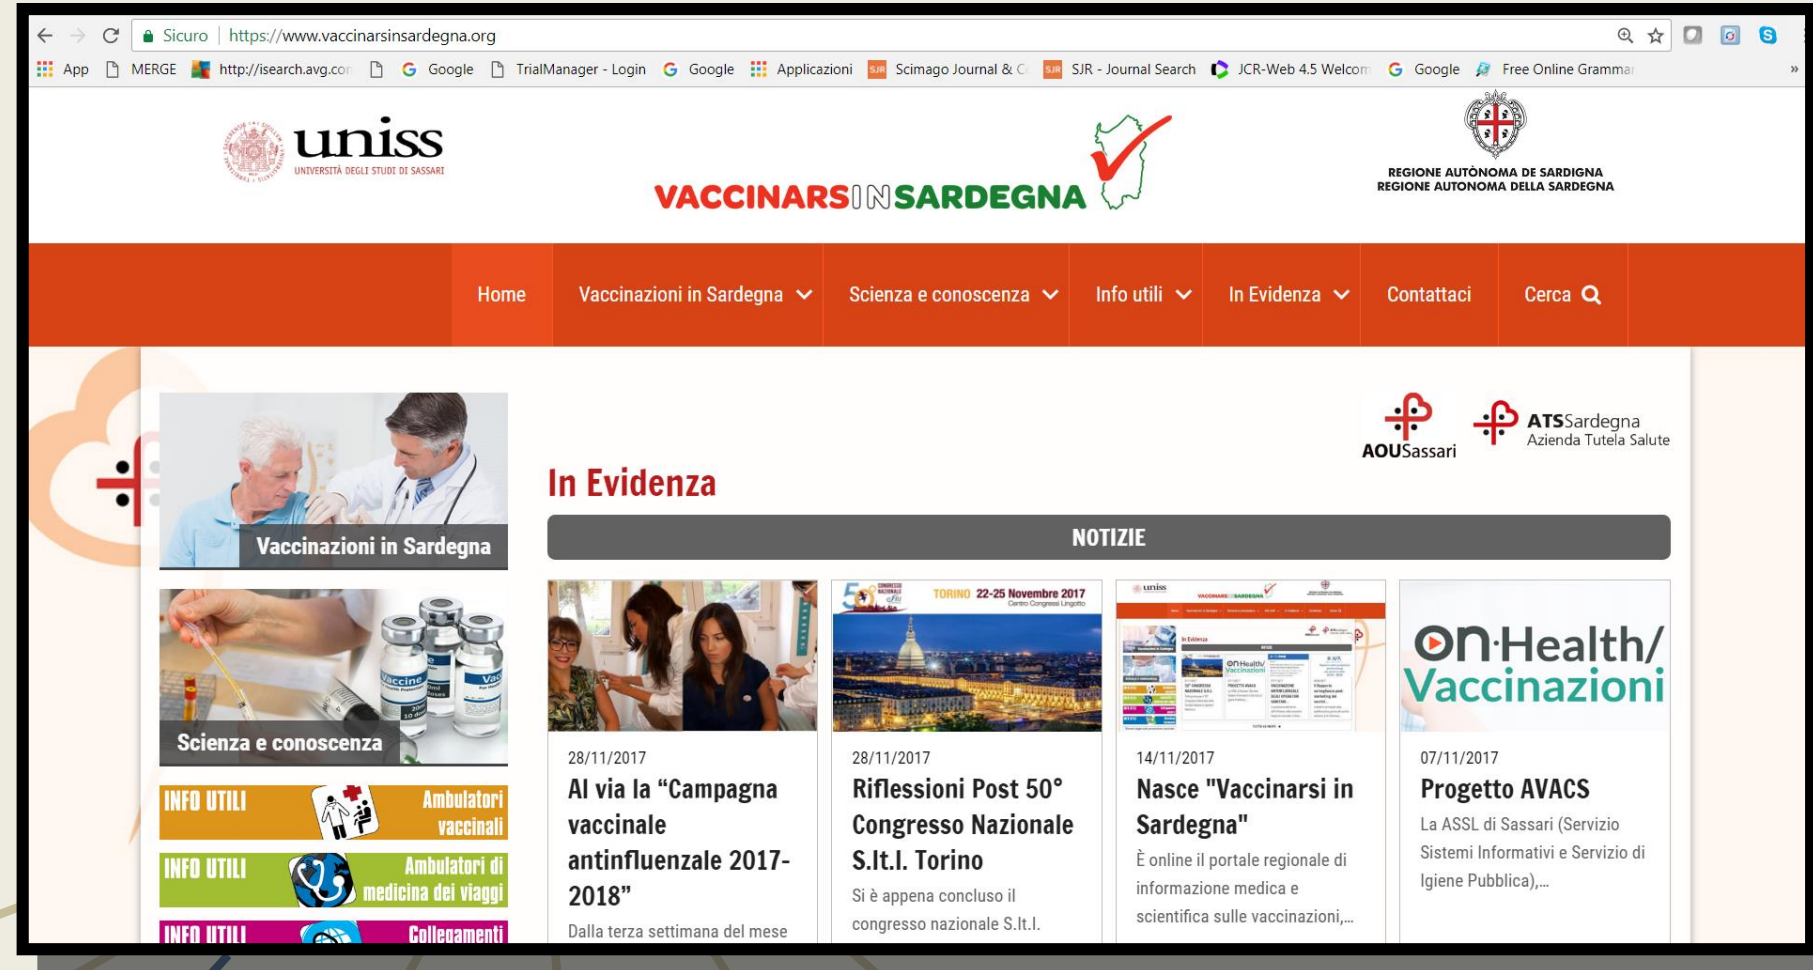 Sicuro | https://www.vaccinarsinsardegna.org
App MERGE http://isearch.avg.con Google TrialManager - Login Google Applicazioni Scimago Journal & C SJR - Journal Search JCR-Web 4.5 Welcom Google Free Online Grammar »
uniss
UNIVERSITÀ DEGLI STUDI DI SASSARI
VACCINARSINSARDEGNA
REGIONE AUTÒNOMA DE SARDIGNA
REGIONE AUTONOMA DELLA SARDEGNA
Home Vaccinazioni in Sardegna Scienza e conoscenza Info utili In Evidenza Contattaci Cerca
Vaccinazioni in Sardegna
Scienza e conoscenza
INFO UTILI Ambulatori
vaccinali
INFO UTILI Ambulatori di
medicina dei viaggi
INFO UTILI Collegamenti
AOUSassari
ATSSardegna
Azienda Tutela Salute
In Evidenza
NOTIZIE
28/11/2017
Al via la “Campagna
vaccinale
antinfluenzale 2017-
2018”
Dalla terza settimana del mese
CONGRESSO
NAZIONALE
TORINO 22-25 Novembre 2017
Centro Congressi Lingotto
28/11/2017
Riflessioni Post 50°
Congresso Nazionale
S.It.I. Torino
Si è appena concluso il
congresso nazionale S.It.I.
14/11/2017
Nasce "Vaccinarsi in
Sardegna"
È online il portale regionale di
informazione medica e
scientifica sulle vaccinazioni,...
on·Health/
Vaccinazioni
07/11/2017
Progetto AVACS
La ASSL di Sassari (Servizio
Sistemi Informativi e Servizio di
Igiene Pubblica),...